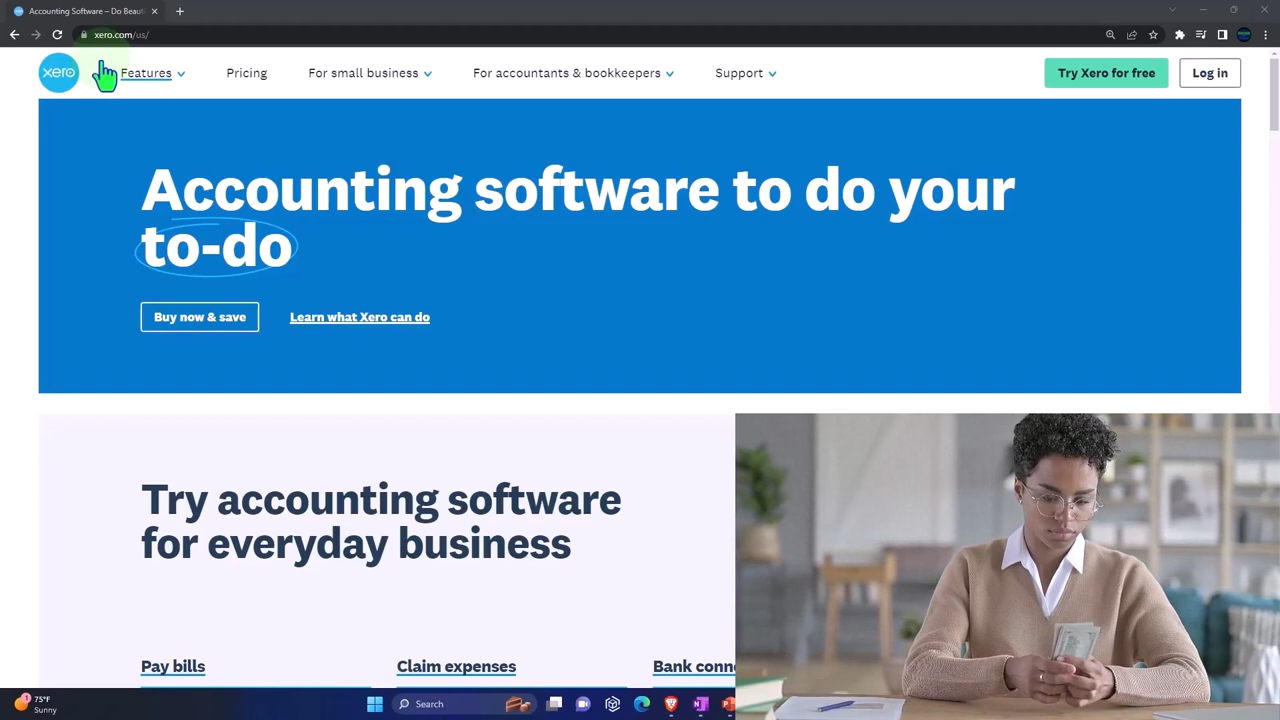 Accounting Software – Do Beauti
xero.com/us/
xero
Features
Pricing
For small business
For accountants & bookkeepers
Support
Try Xero for free
Log in
Accounting software to do your
to-do
Buy now & save
Learn what Xero can do
Try accounting software
for everyday business
Pay bills
Claim expenses
Bank conn
1
75°F
Sunny
Search